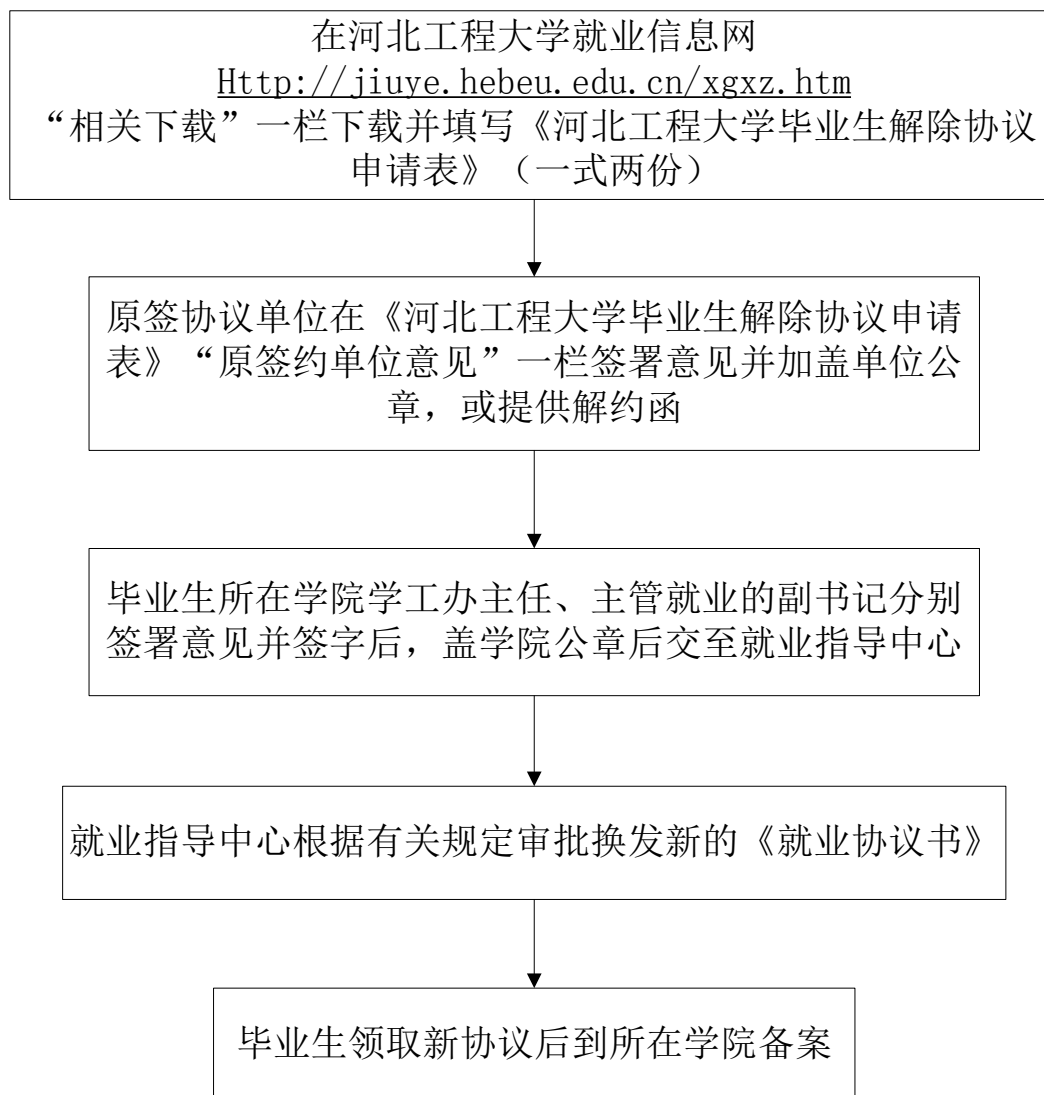 在河北工程大学就业信息网
Http://jiuye.hebeu.edu.cn/xgxz.htm
“相关下载”一栏下载并填写《河北工程大学毕业生解除协议
申请表》（一式两份）
原签协议单位在《河北工程大学毕业生解除协议申请
表》“原签约单位意见”一栏签署意见并加盖单位公
章，或提供解约函
毕业生所在学院学工办主任、主管就业的副书记分别
签署意见并签字后，盖学院公章后交至就业指导中心
就业指导中心根据有关规定审批换发新的《就业协议书》
毕业生领取新协议后到所在学院备案